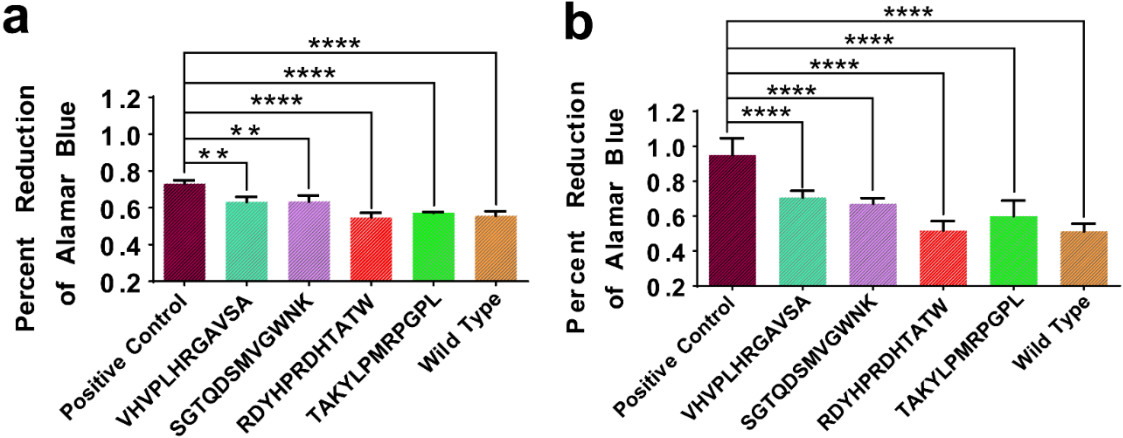 a
****
****
****
**
**
Percent Reduction
of Alamar Blue
1.2
1.0
0.8
0.6
0.4
0.2
Positive Control
VHVPLHRGAVSA
SGTQDSMVGWNK
RDYHPRDHTATW
TAKYLPMRPGPL
Wild Type
b
****
****
****
****
****
Percent Reduction
of Alamar Blue
1.2
1.0
0.8
0.6
0.4
0.2
Positive Control
VHVPLHRGAVSA
SGTQDSMVGWNK
RDYHPRDHTATW
TAKYLPMRPGPL
Wild Type